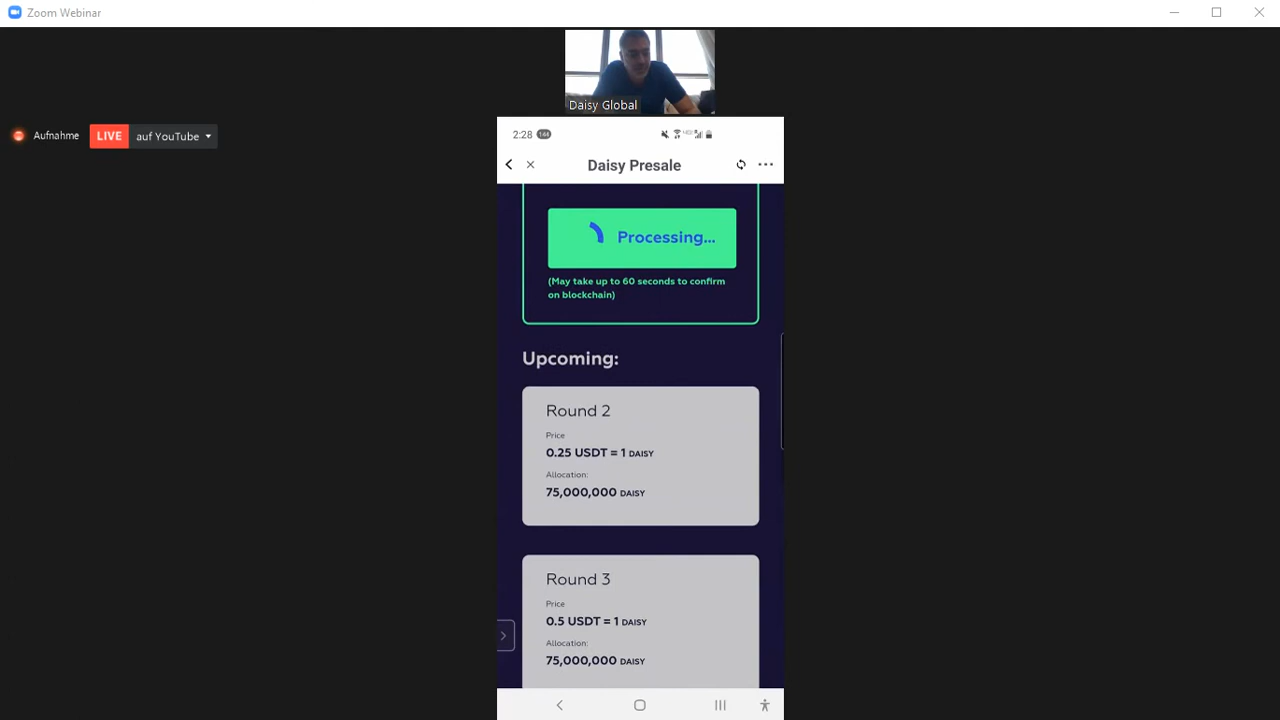 Zoom Webinar
Daisy Global
Aufnahme
LIVE auf YouTube
2:28 144
Daisy Presale
Processing...
(May take up to 60 seconds to confirm
on blockchain)
Upcoming:
Round 2
Price
0.25 USDT = 1 DAISY
Allocation:
75,000,000 DAISY
Round 3
Price
0.5 USDT = 1 DAISY
Allocation:
75,000,000 DAISY